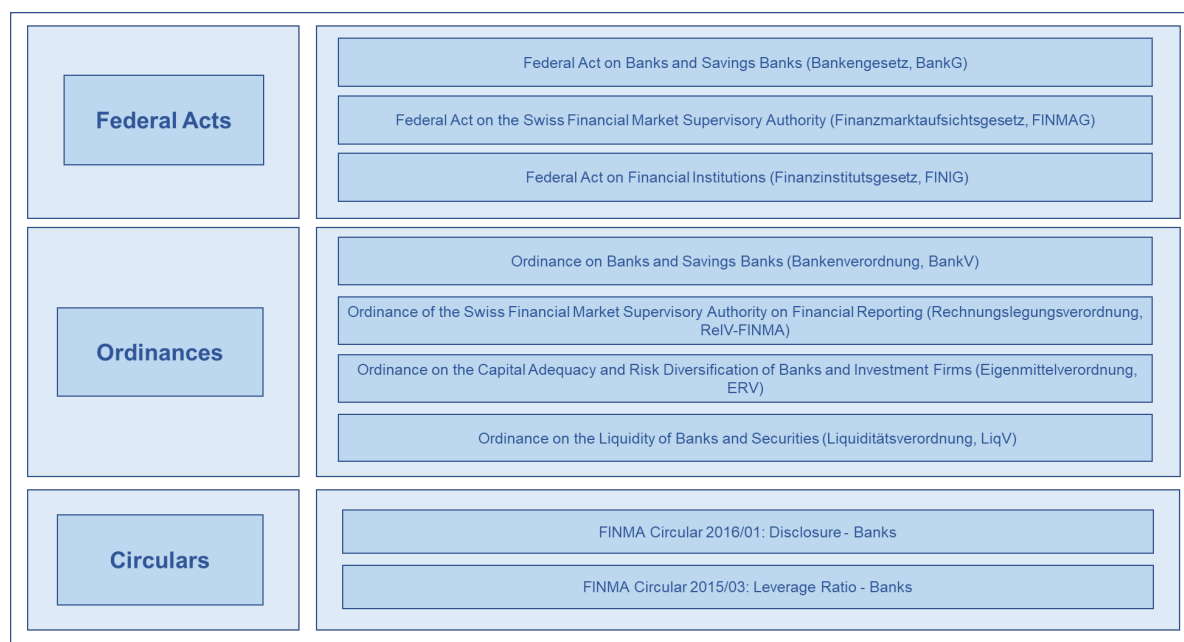 Federal Acts
Federal Act on Banks and Savings Banks (Bankengesetz, BankG)
Federal Act on the Swiss Financial Market Supervisory Authority (Finanzmarktaufsichtsgesetz, FINMAG)
Federal Act on Financial Institutions (Finanzinstitutsgesetz, FINIG)
Ordinances
Ordinance on Banks and Savings Banks (Bankenverordnung, BankV)
Ordinance of the Swiss Financial Market Supervisory Authority on Financial Reporting (Rechnungslegungsverordnung,
RelV-FINMA)
Ordinance on the Capital Adequacy and Risk Diversification of Banks and Investment Firms (Eigenmittelverordnung,
ERV)
Ordinance on the Liquidity of Banks and Securities (Liquiditätsverordnung, LiqV)
Circulars
FINMA Circular 2016/01: Disclosure - Banks
FINMA Circular 2015/03: Leverage Ratio - Banks